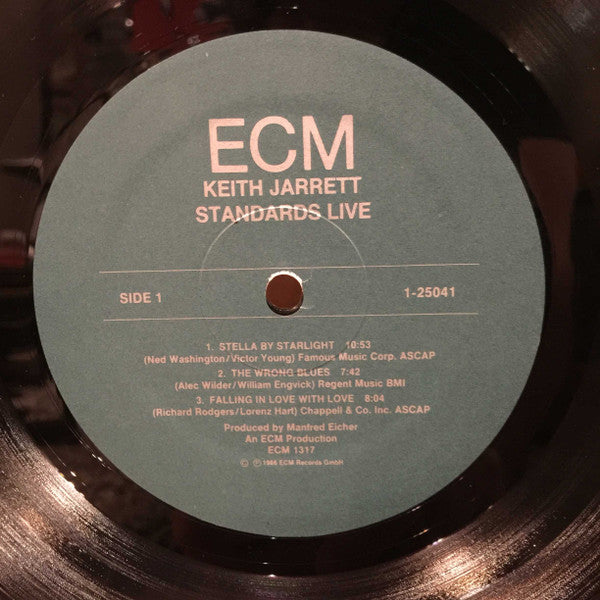 ECM
KEITH JARRETT
STANDARDS LIVE
SIDE 1 1-25041
1. STELLA BY STARLIGHT 10:53
(Ned Washington/Victor Young) Famous Music Corp. ASCAP
2. THE WRONG BLUES 7:42
(Alec Wilder/William Engvick) Regent Music BMI
3. FALLING IN LOVE WITH LOVE 8:04
(Richard Rodgers/Lorenz Hart) Chappell & Co. Inc. ASCAP
Produced by Manfred Eicher
An ECM Production
ECM 1317
© ℗ 1986 ECM Records GmbH